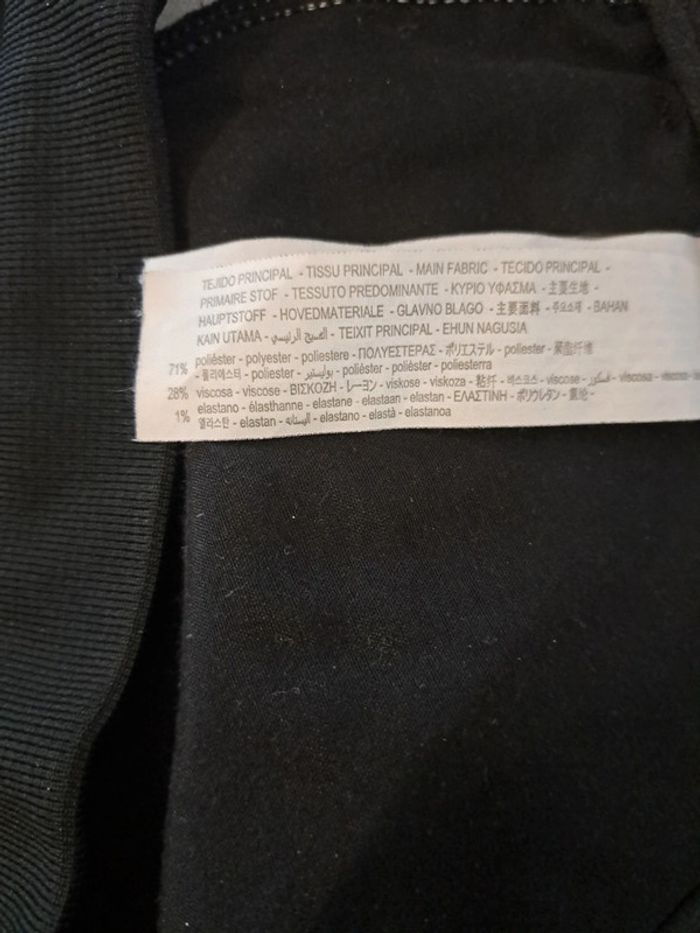 TEJIDO PRINCIPAL - TISSU PRINCIPAL - MAIN FABRIC - TECIDO PRINCIPAL -
PRIMAIRE STOF - TESSUTO PREDOMINANTE - ΚΥΡΙΟ ΥΦΑΣΜΑ - 主要生地 -
HAUPTSTOFF - HOVEDMATERIALE - GLAVNO BLAGO - 主要面料 - 주요소재 - BAHAN
KAN UTAMA - النسيج الرئيسي - TEIXIT PRINCIPAL - EHUN NAGUSIA
71% poliéster - polyester - poliestere - ΠΟΛΥΕΣΤΕΡΑΣ - ポリエステル - poliester - 聚酯纤维
- 폴리에스터 - poliester - بوليستير - poliéster - polièster - poliesterra
28% viscosa - viscose - ΒΙΣΚΟΖΗ - レーヨン - viskose - viskoza - 粘纤 - 비스코스 - viscose - فسكوز - viscosa - viscosa
1% elastano - élasthanne - elastane - elastaan - elastan - ΕΛΑΣΤΙΝΗ - ポリウレタン - 氨纶 -
엘라스탄 - elastan - elastano - elastà - elastanoa